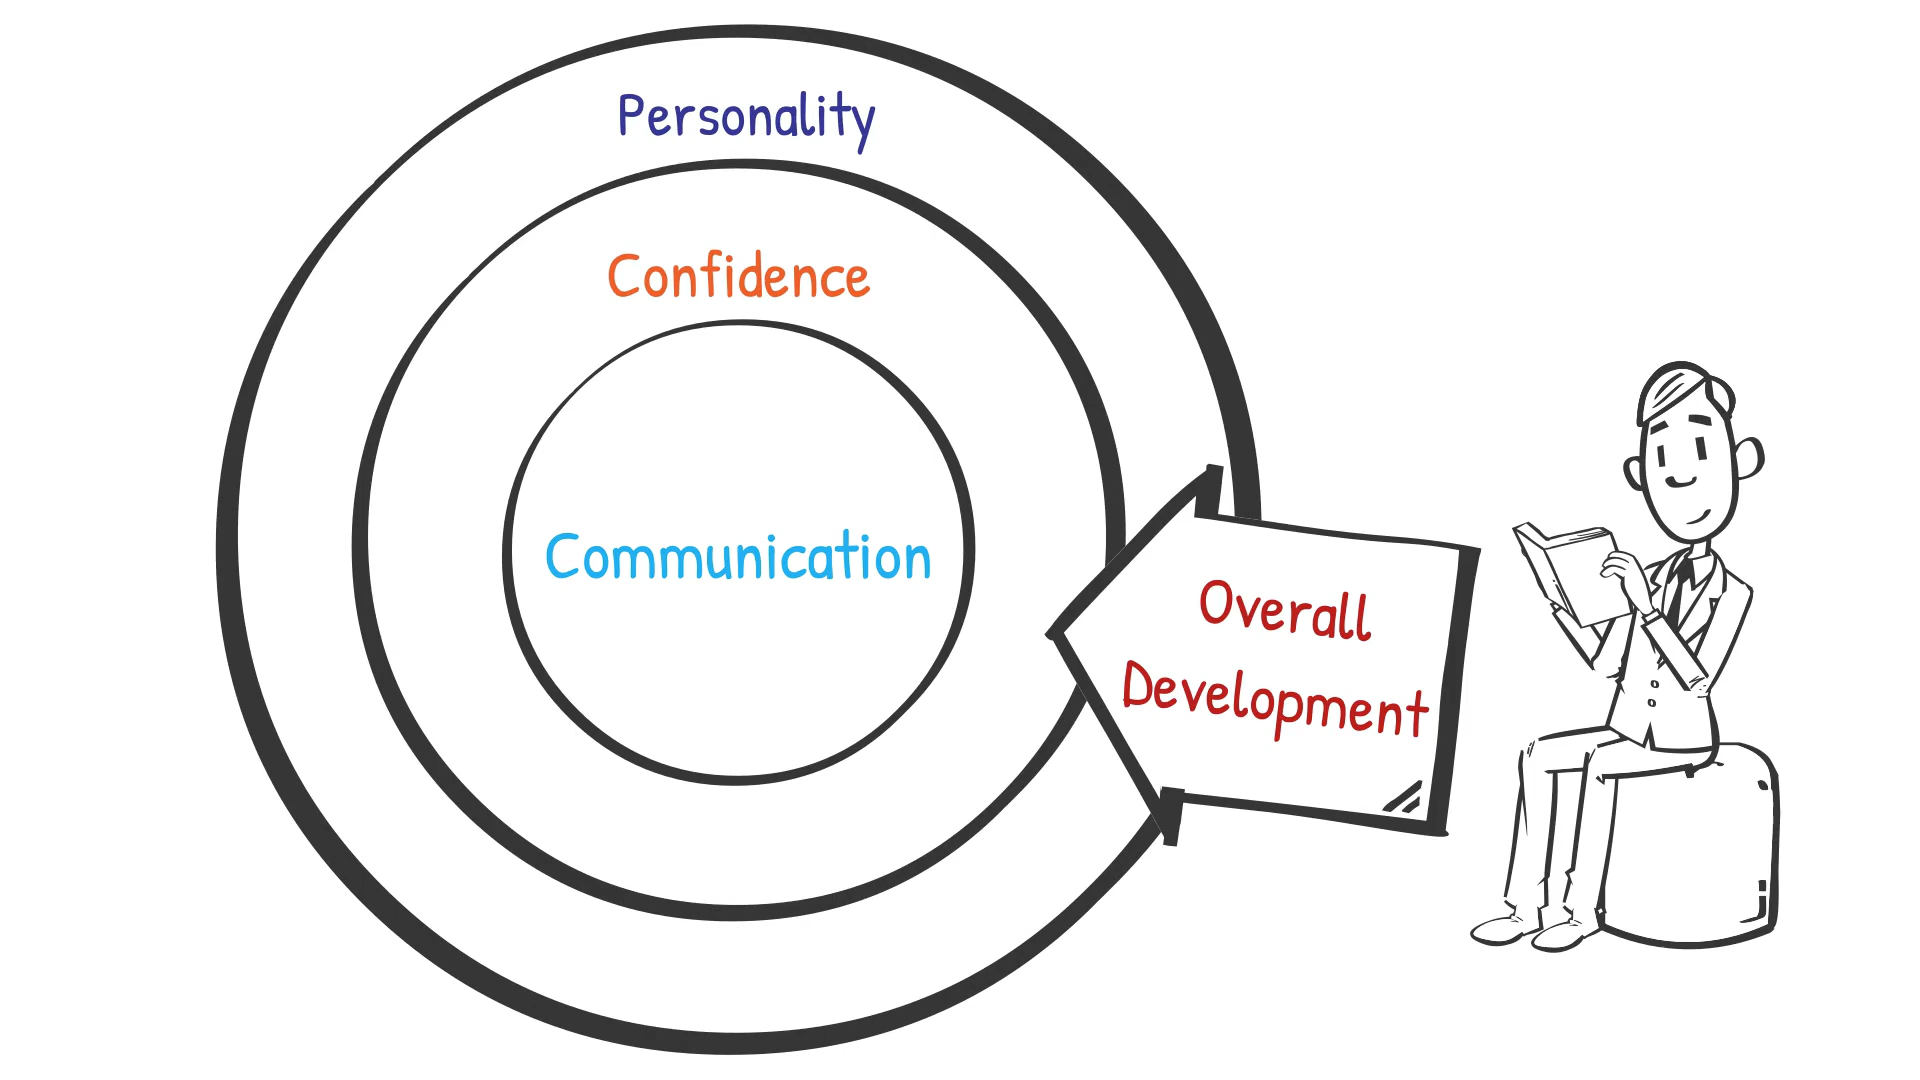 Personality
Confidence
Communication
Overall
Development